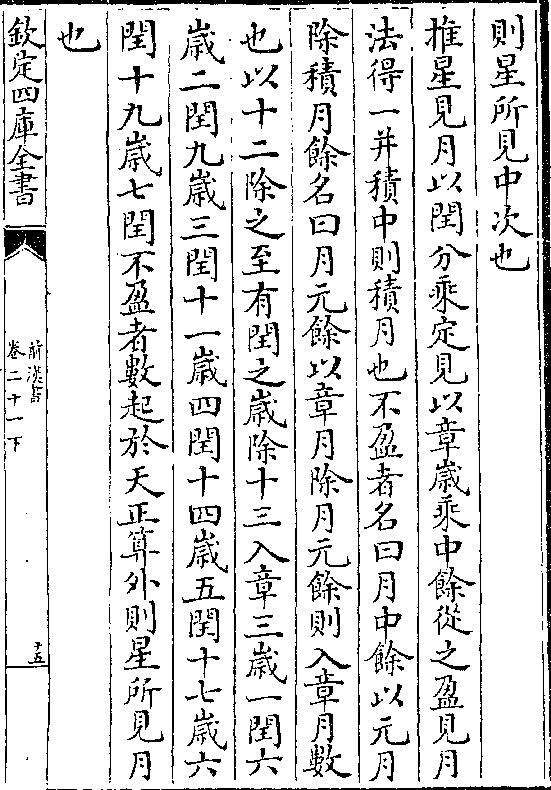 則星所見中次也
推星見月以閏分乗定見以章歳乗中餘從之盈見月
法得一并積中則積月也不盈者名曰月中餘以元月
除積月餘名曰月元餘以章月除月元餘則入章月數
也以十二除之至有閏之歳除十三入章三歳一閏六
歳二閏九歳三閏十一歳四閏十四歳五閏十七歳六
閏十九歳七閏不盈者數起於天正算外則星所見月
也
欽定四庫全書
前漢書
卷二十一下
十五